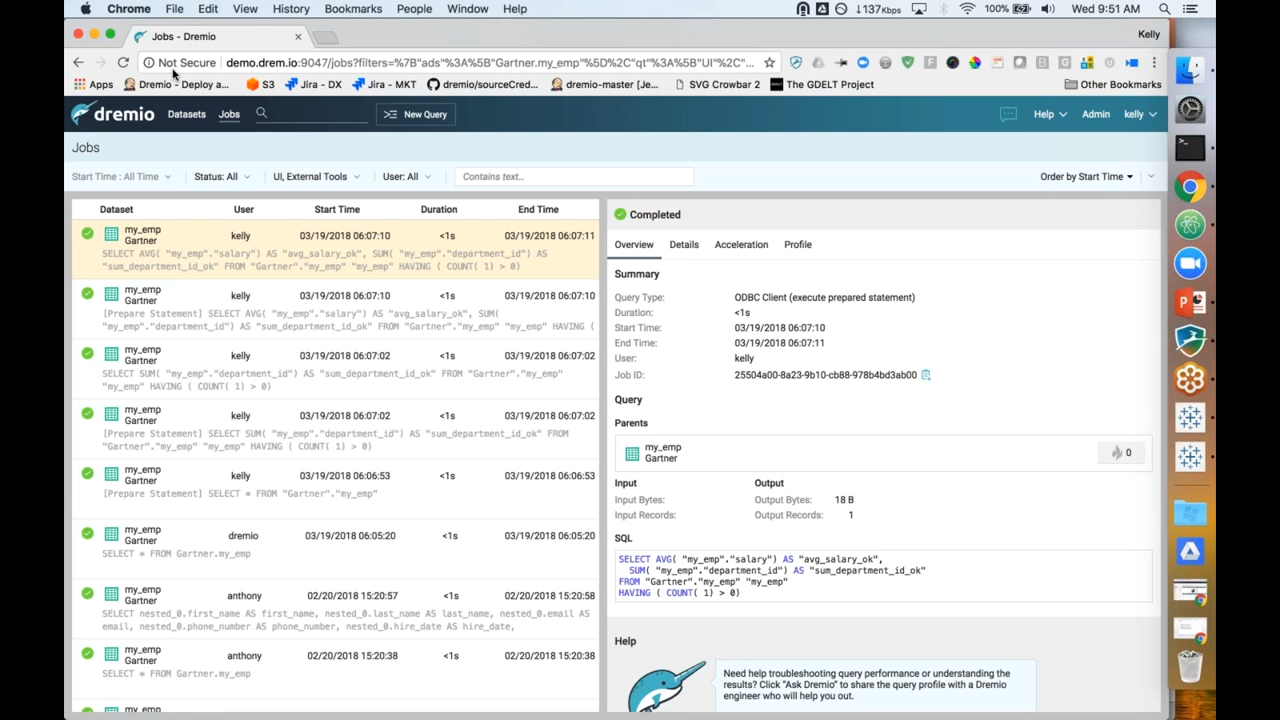 Chrome File Edit View History Bookmarks People Window Help 137Kbps 100% Wed 9:51 AM
Jobs - Dremio Kelly
Not Secure demo.drem.io:9047/jobs?filters=%7B"ads"%3A%5B"Gartner.my_emp"%5D%2C"qt"%3A%5B"UI"%2C"...
Apps Dremio - Deploy a... S3 Jira - DX Jira - MKT dremio/sourceCred... dremio-master [Je... SVG Crowbar 2 The GDELT Project Other Bookmarks
dremio Datasets Jobs New Query Help Admin kelly
Jobs
Start Time : All Time Status: All UI, External Tools User: All Contains text... Order by Start Time
Dataset User Start Time Duration End Time
my_emp
Gartner kelly 03/19/2018 06:07:10 <1s 03/19/2018 06:07:11
SELECT AVG( "my_emp"."salary") AS "avg_salary_ok", SUM( "my_emp"."department_id") AS
"sum_department_id_ok" FROM "Gartner"."my_emp" "my_emp" HAVING ( COUNT( 1) > 0)
my_emp
Gartner kelly 03/19/2018 06:07:10 <1s 03/19/2018 06:07:10
[Prepare Statement] SELECT AVG( "my_emp"."salary") AS "avg_salary_ok", SUM(
"my_emp"."department_id") AS "sum_department_id_ok" FROM "Gartner"."my_emp" "my_emp" HAVING (
my_emp
Gartner kelly 03/19/2018 06:07:02 <1s 03/19/2018 06:07:02
SELECT SUM( "my_emp"."department_id") AS "sum_department_id_ok" FROM "Gartner"."my_emp"
"my_emp" HAVING ( COUNT( 1) > 0)
my_emp
Gartner kelly 03/19/2018 06:07:02 <1s 03/19/2018 06:07:02
[Prepare Statement] SELECT SUM( "my_emp"."department_id") AS "sum_department_id_ok" FROM
"Gartner"."my_emp" "my_emp" HAVING ( COUNT( 1) > 0)
my_emp
Gartner kelly 03/19/2018 06:06:53 <1s 03/19/2018 06:06:53
[Prepare Statement] SELECT * FROM "Gartner"."my_emp"
my_emp
Gartner dremio 03/19/2018 06:05:20 <1s 03/19/2018 06:05:20
SELECT * FROM Gartner.my_emp
my_emp
Gartner anthony 02/20/2018 15:20:57 <1s 02/20/2018 15:20:58
SELECT nested_0.first_name AS first_name, nested_0.last_name AS last_name, nested_0.email AS
email, nested_0.phone_number AS phone_number, nested_0.hire_date AS hire_date,
my_emp
Gartner anthony 02/20/2018 15:20:38 <1s 02/20/2018 15:20:38
SELECT * FROM Gartner.my_emp
my_emp
Completed
Overview Details Acceleration Profile
Summary
Query Type: ODBC Client (execute prepared statement)
Duration: <1s
Start Time: 03/19/2018 06:07:10
End Time: 03/19/2018 06:07:11
User: kelly
Job ID: 25504a00-8a23-9b10-cb88-978b4bd3ab00
Query
Parents
my_emp
Gartner 0
Input Output
Input Bytes: Output Bytes: 18 B
Input Records: Output Records: 1
SQL
SELECT AVG( "my_emp"."salary") AS "avg_salary_ok",
SUM( "my_emp"."department_id") AS "sum_department_id_ok"
FROM "Gartner"."my_emp" "my_emp"
HAVING ( COUNT( 1) > 0)
Help
Need help troubleshooting query performance or understanding the
results? Click "Ask Dremio" to share the query profile with a Dremio
engineer who will help you out.